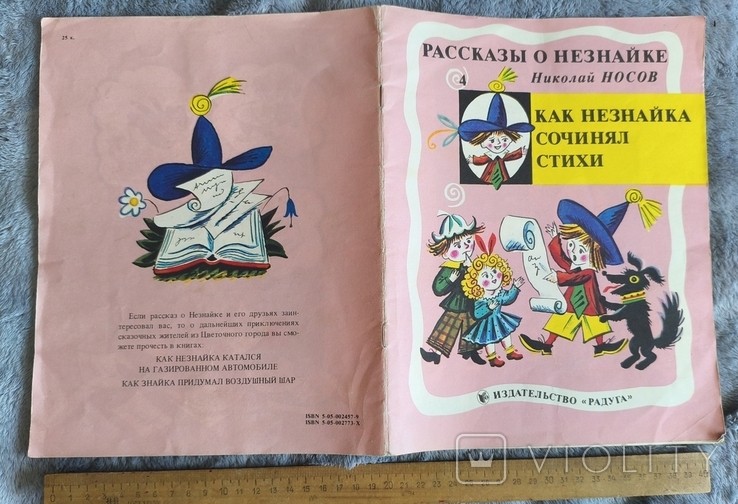 25 к.
Если рассказ о Незнайке и его друзьях заин-
тересовал вас, то о дальнейших приключениях
сказочных жителей из Цветочного города вы смо-
жете прочесть в книгах:
КАК НЕЗНАЙКА КАТАЛСЯ
НА ГАЗИРОВАННОМ АВТОМОБИЛЕ
КАК ЗНАЙКА ПРИДУМАЛ ВОЗДУШНЫЙ ШАР
ISBN 5-05-002457-9
ISBN 5-05-002773-X
РАССКАЗЫ О НЕЗНАЙКЕ
4
Николай НОСОВ
КАК НЕЗНАЙКА
СОЧИНЯЛ
СТИХИ
ИЗДАТЕЛЬСТВО «РАДУГА»
VIOLITY